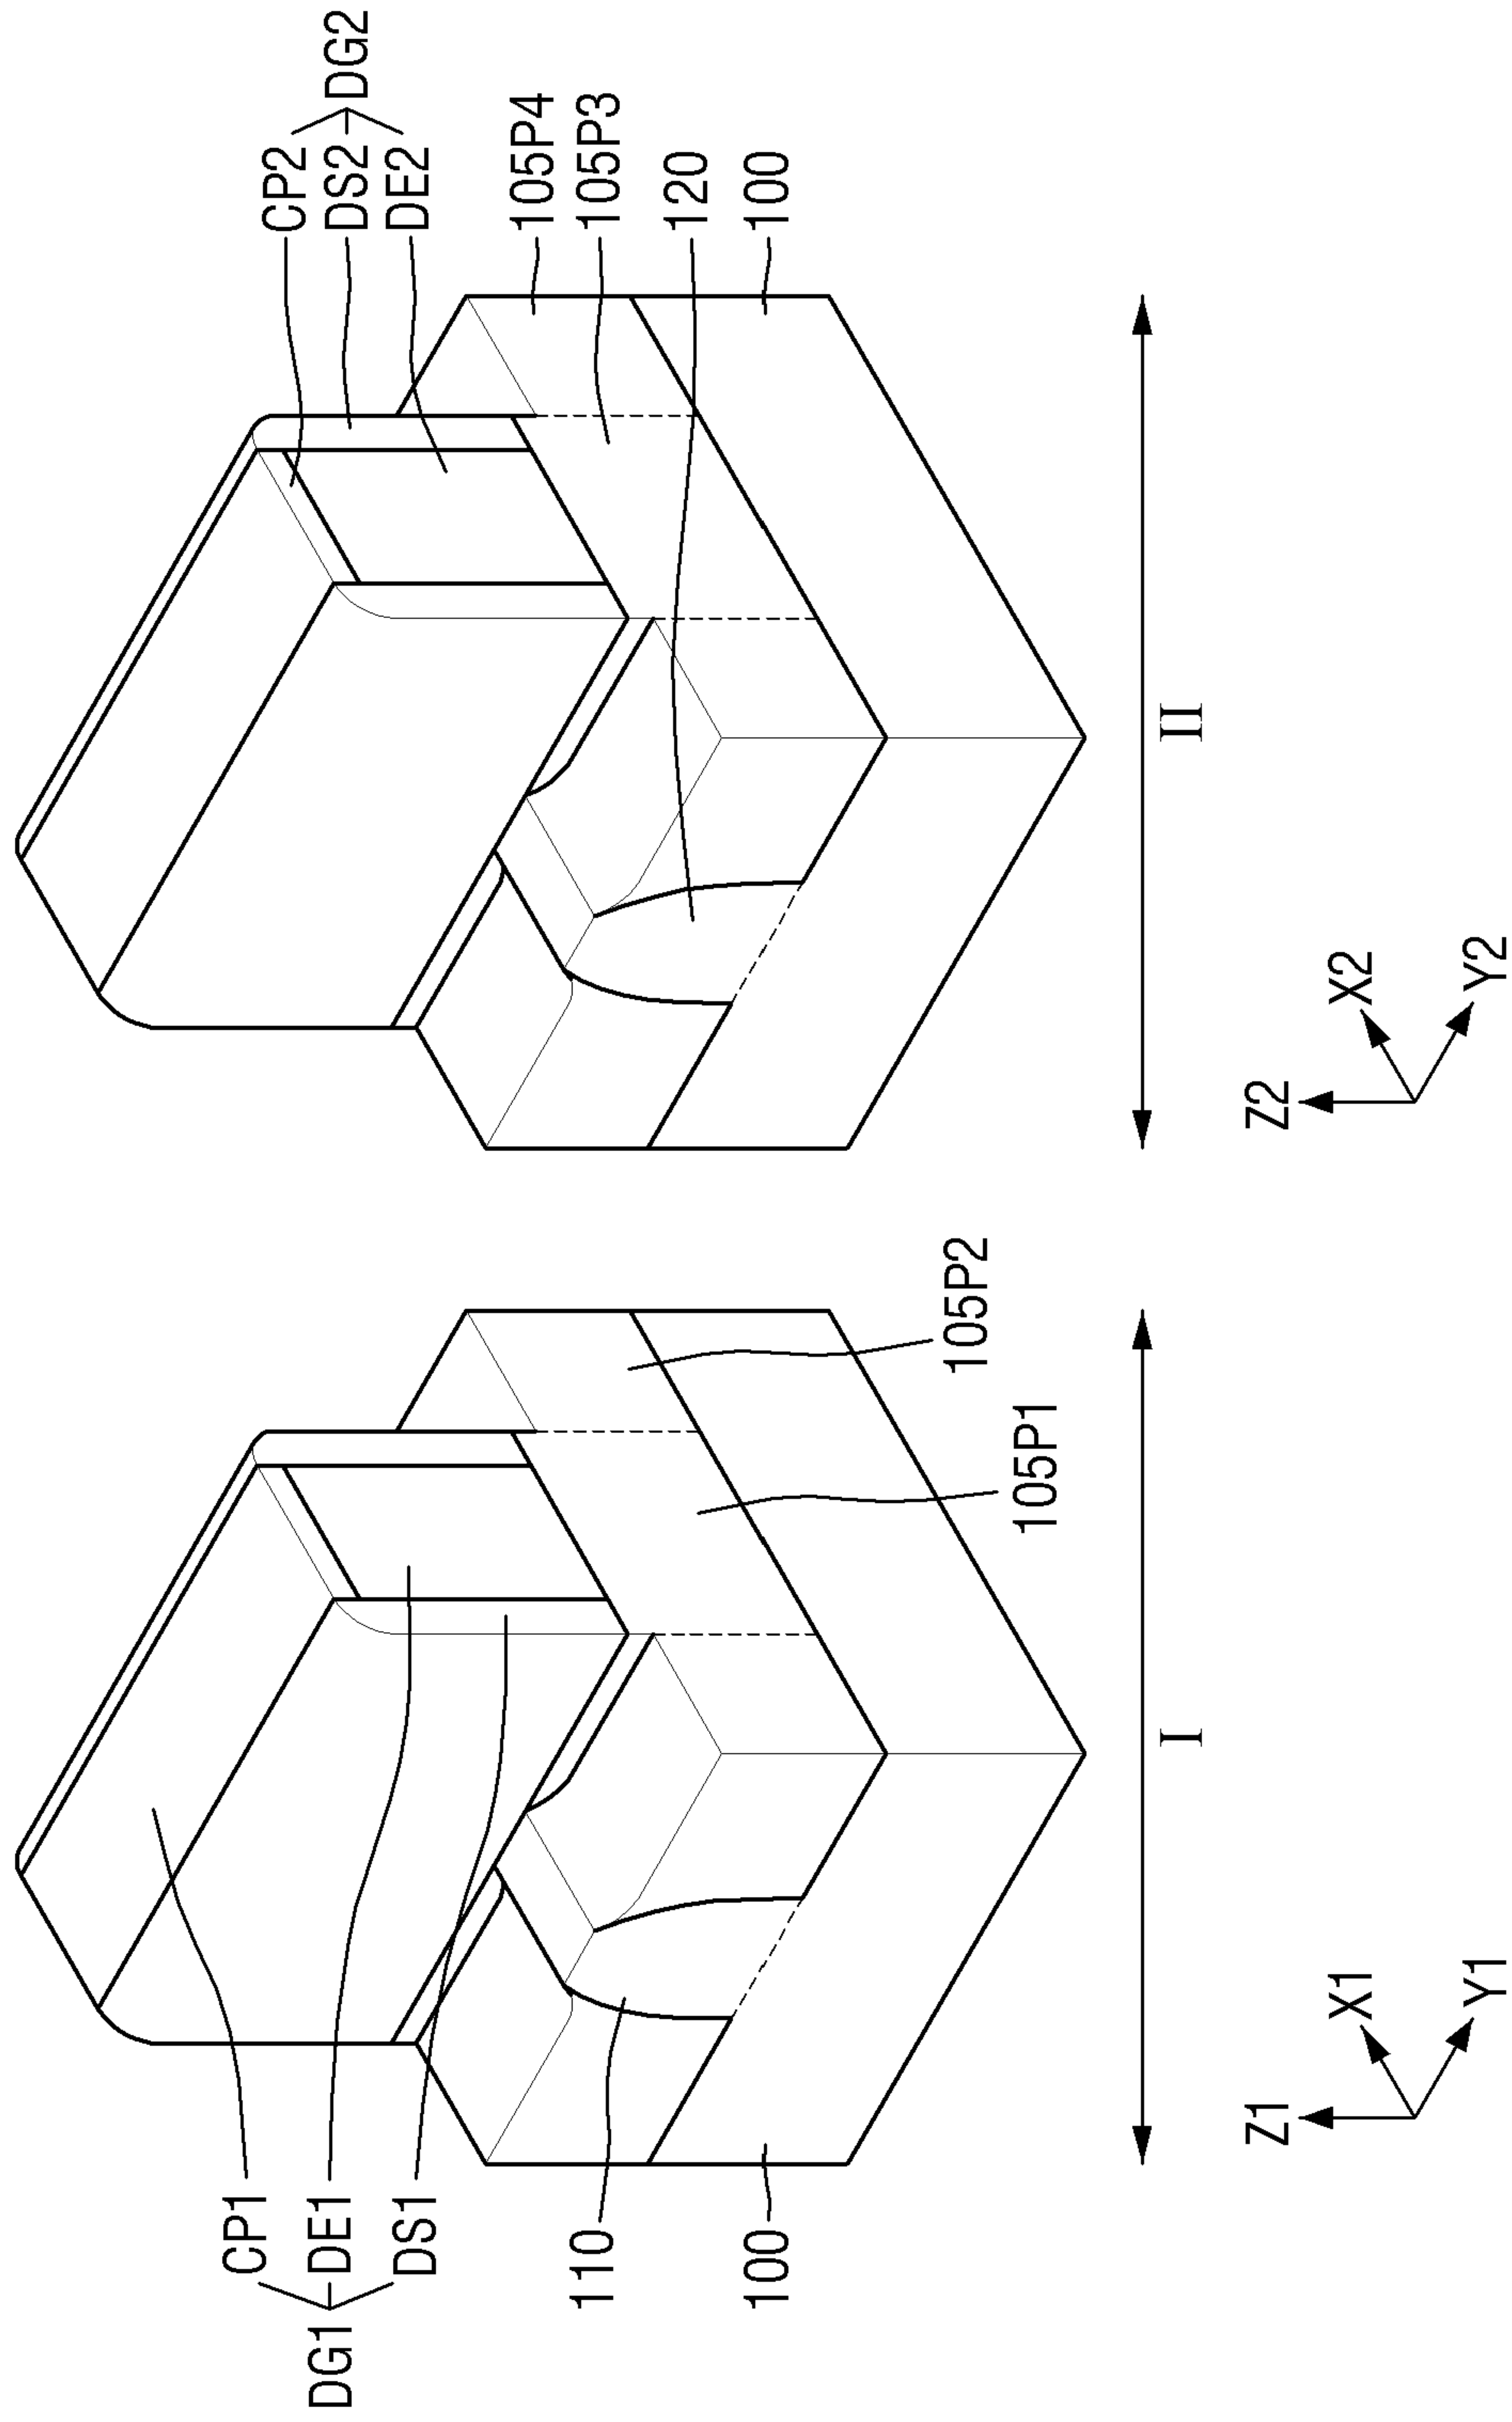 DG1
CP1
DE1
DS1
110
100
105P1
105P2
I
Z1
X1
Y1
CP2
DS2
DE2
DG2
105P4
105P3
120
100
II
Z2
X2
Y2